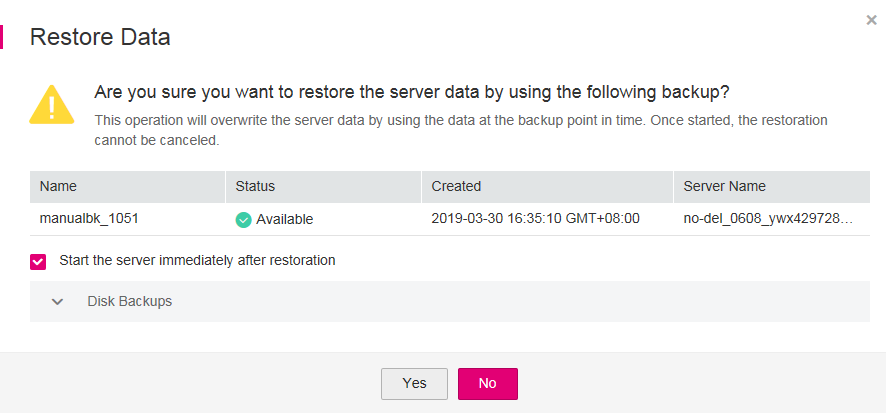 Restore Data
Are you sure you want to restore the server data by using the following backup?
This operation will overwrite the server data by using the data at the backup point in time. Once started, the restoration
cannot be canceled.
Name Status Created Server Name
manualbk_1051 Available 2019-03-30 16:35:10 GMT+08:00 no-del_0608_ywx429728...
Start the server immediately after restoration
Disk Backups
Yes No